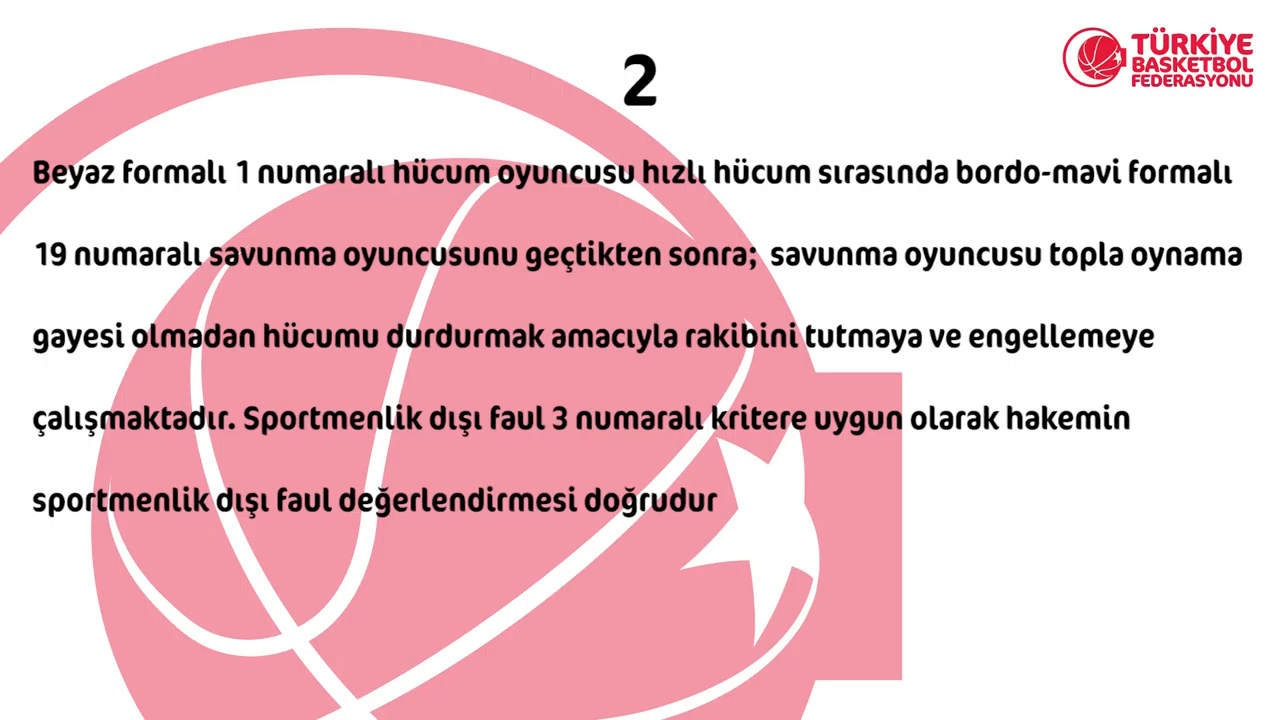 TÜRKİYE
BASKETBOL
FEDERASYONU
2
Beyaz formalı 1 numaralı hücum oyuncusu hızlı hücum sırasında bordo-mavi formalı
19 numaralı savunma oyuncusunu geçtikten sonra; savunma oyuncusu topla oynama
gayesi olmadan hücumu durdurmak amacıyla rakibini tutmaya ve engellemeye
çalışmaktadır. Sportmenlik dışı faul 3 numaralı kritere uygun olarak hakemin
sportmenlik dışı faul değerlendirmesi doğrudur